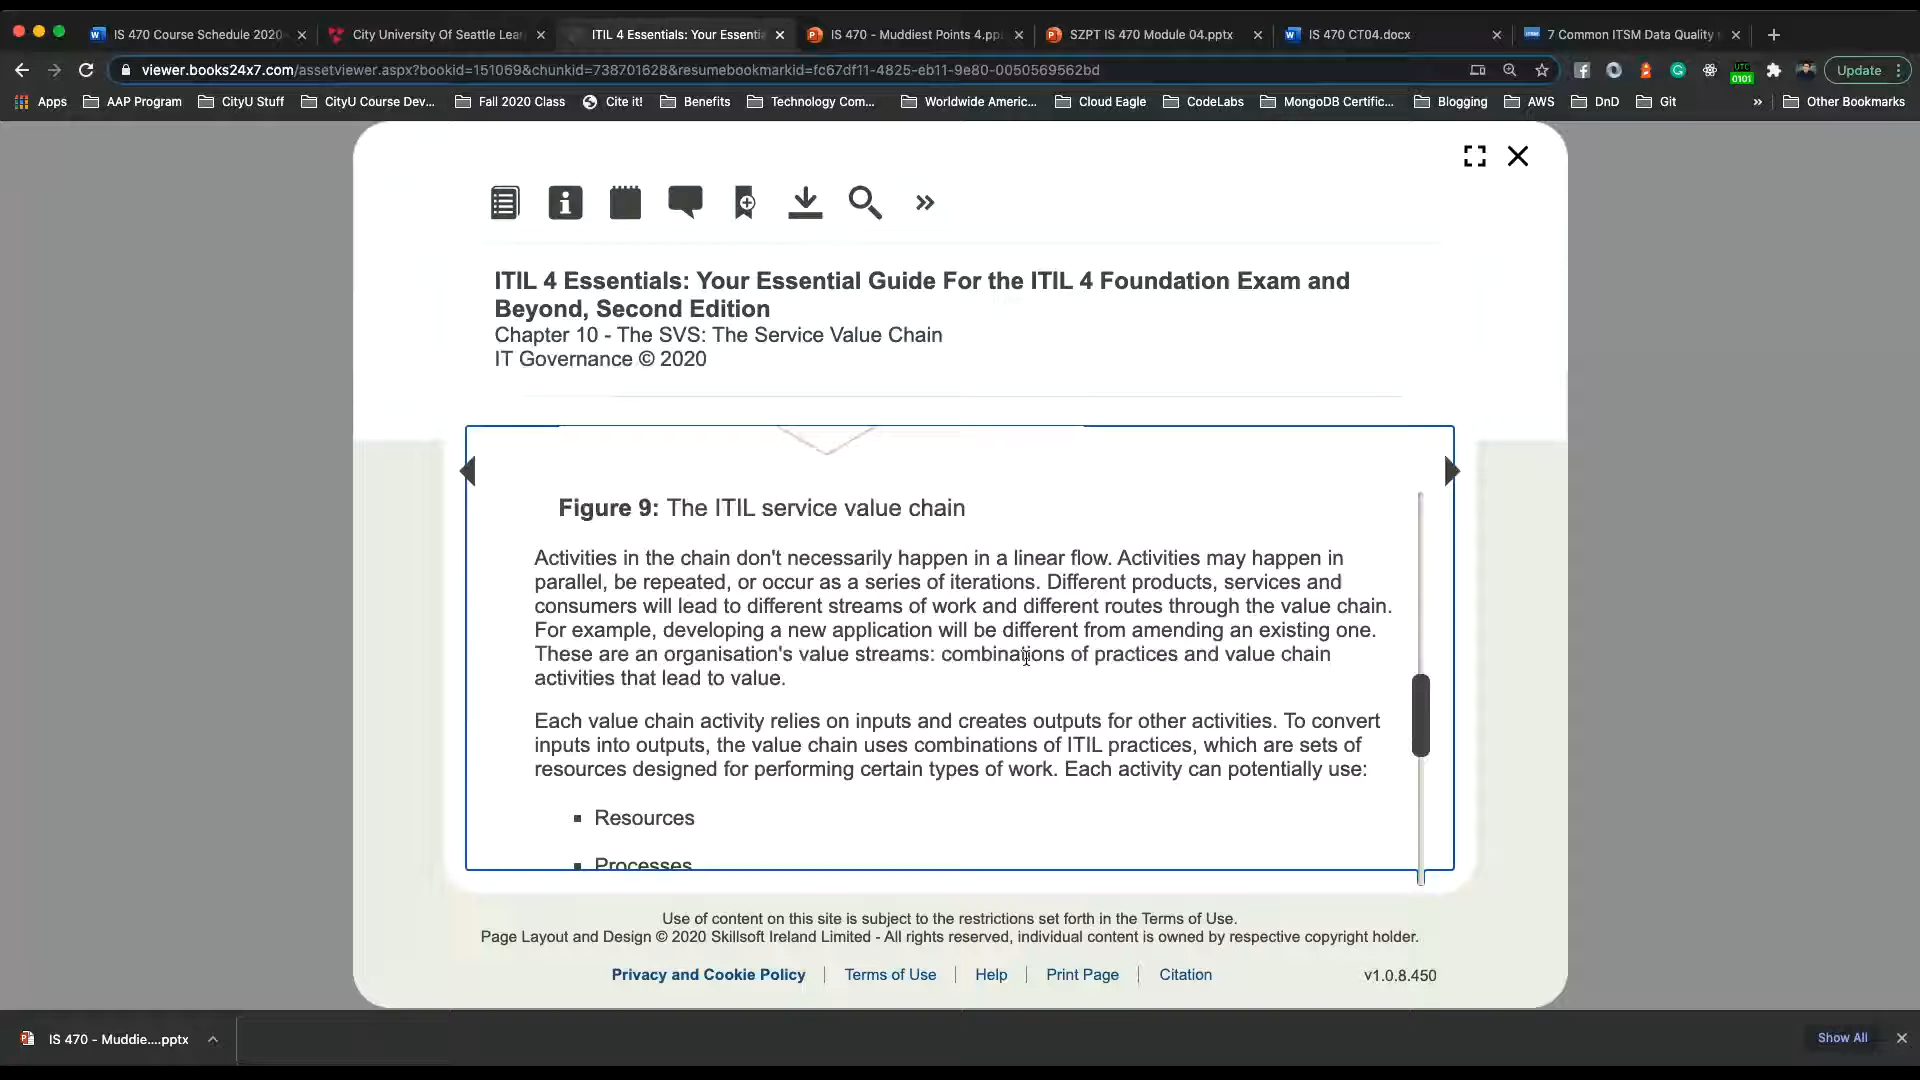 IS 470 Course Schedule 2020
City University Of Seattle Lea
ITIL 4 Essentials: Your Essentia
IS 470 - Muddiest Points 4.pp
SZPT IS 470 Module 04.pptx
IS 470 CT04.docx
7 Common ITSM Data Quality
viewer.books24x7.com/assetviewer.aspx?bookid=151069&chunkid=738701628&resumebookmarkid=fc67df11-4825-eb11-9e80-0050569562bd
UTC
0101
Update
Apps
AAP Program
CityU Stuff
CityU Course Dev...
Fall 2020 Class
Cite it!
Benefits
Technology Com...
Worldwide Americ...
Cloud Eagle
CodeLabs
MongoDB Certific...
Blogging
AWS
DnD
Git
»
Other Bookmarks
ITIL 4 Essentials: Your Essential Guide For the ITIL 4 Foundation Exam and
Beyond, Second Edition
Chapter 10 - The SVS: The Service Value Chain
IT Governance © 2020
Figure 9: The ITIL service value chain
Activities in the chain don't necessarily happen in a linear flow. Activities may happen in
parallel, be repeated, or occur as a series of iterations. Different products, services and
consumers will lead to different streams of work and different routes through the value chain.
For example, developing a new application will be different from amending an existing one.
These are an organisation's value streams: combinations of practices and value chain
activities that lead to value.
Each value chain activity relies on inputs and creates outputs for other activities. To convert
inputs into outputs, the value chain uses combinations of ITIL practices, which are sets of
resources designed for performing certain types of work. Each activity can potentially use:
▪ Resources
▪ Processes
Use of content on this site is subject to the restrictions set forth in the Terms of Use.
Page Layout and Design © 2020 Skillsoft Ireland Limited - All rights reserved, individual content is owned by respective copyright holder.
Privacy and Cookie Policy | Terms of Use | Help | Print Page | Citation
v1.0.8.450
IS 470 - Muddie....pptx
Show All